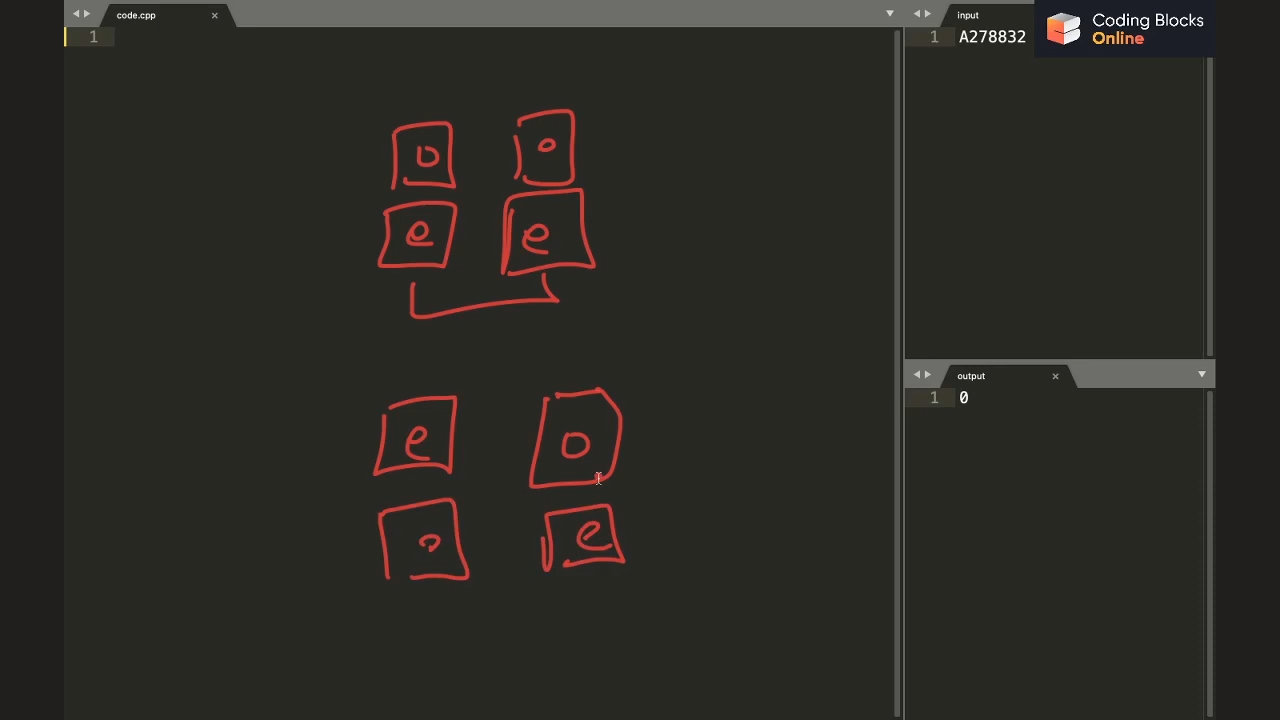 code.cpp ×
1
input
1 A278832
Coding Blocks
Online
o o
e e
e o
o e
output ×
1 0